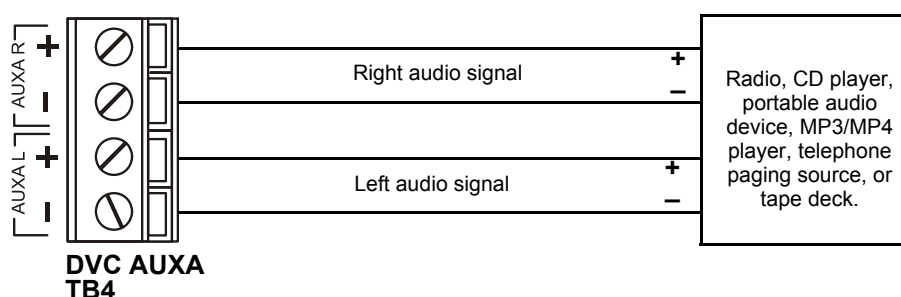 AUXA R
+
−
AUXA L
+
−
Right audio signal
+
−
Left audio signal
+
−
Radio, CD player,
portable audio
device, MP3/MP4
player, telephone
paging source, or
tape deck.
DVC AUXA
TB4